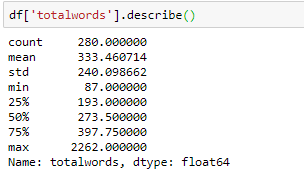 df['totalwords'].describe()
count 280.000000
mean 333.460714
std 240.098662
min 87.000000
25% 193.000000
50% 273.500000
75% 397.750000
max 2262.000000
Name: totalwords, dtype: float64